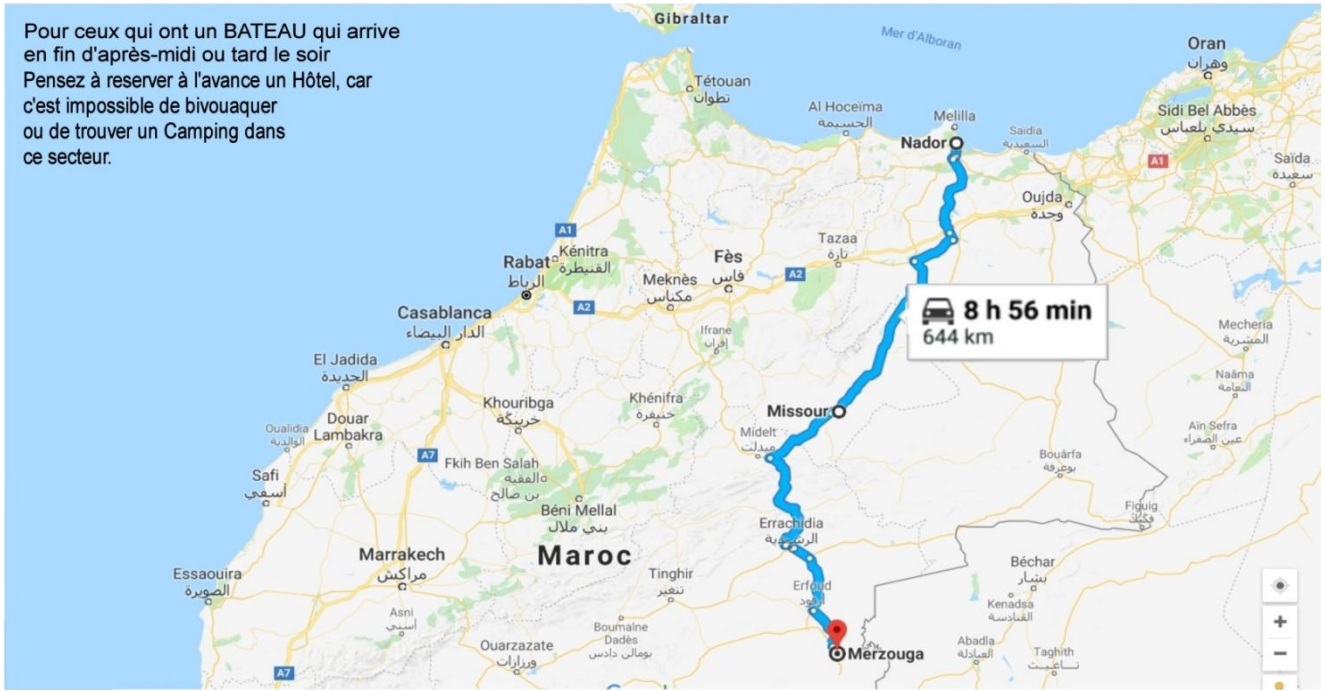 Pour ceux qui ont un BATEAU qui arrive
en fin d'après-midi ou tard le soir
Pensez à reserver à l'avance un Hôtel, car
c'est impossible de bivouaquer
ou de trouver un Camping dans
ce secteur.
Gibraltar
Mer d'Alboran
Oran
وهران
Tétouan
تطوان
Al Hoceïma
الحسيمة
Melilla
Saïdia
السعيدية
Sidi Bel Abbès
سيدي بلعباس
Nador
A1
Saïda
سعيدة
Oujda
وجدة
A1
Kénitra
القنيطرة
Rabat
الرباط
Tazaa
تازة
Fès
فاس
A2
Meknès
مكناس
A2
8 h 56 min
644 km
Casablanca
الدار البيضاء
Ifrane
إفران
Mecheria
المشرية
El Jadida
الجديدة
Naâma
النعامة
Khouribga
خريبكة
Khénifra
خنيفرة
Missour
Douar
Lambakra
Oualidia
الوالدية
Midelt
ميدلت
Aïn Sefra
عين الصفراء
A7
Fkih Ben Salah
الفقيه
بن صالح
Bouârfa
بوعرفة
Safi
آسفي
Béni Mellal
بني ملال
Figuig
فݣيݣ
Errachidia
الرشيدية
Maroc
Marrakech
مراكش
Béchar
بشار
Essaouira
الصويرة
Tinghir
تنغير
Erfoud
Kenadsa
القنادسة
Asni
أسني
Boumalne
Dadès
بومالن دادس
Ouarzazate
ورزازات
Merzouga
Abadla
العبادلة
Taghith
تاغيت
A7